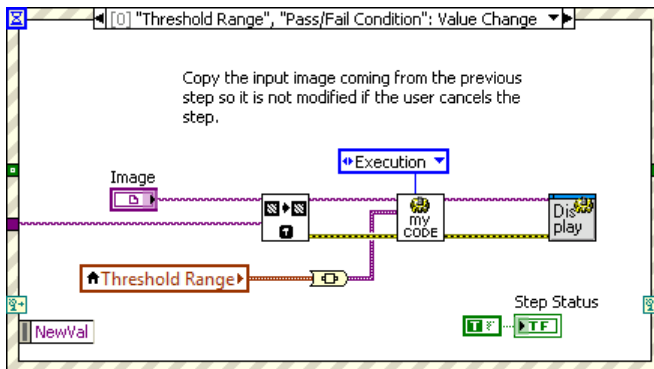 [0] "Threshold Range", "Pass/Fail Condition": Value Change
Copy the input image coming from the previous
step so it is not modified if the user cancels the
step.
Execution
Image
my
CODE
Dis
play
Threshold Range
Step Status
T
TF
NewVal